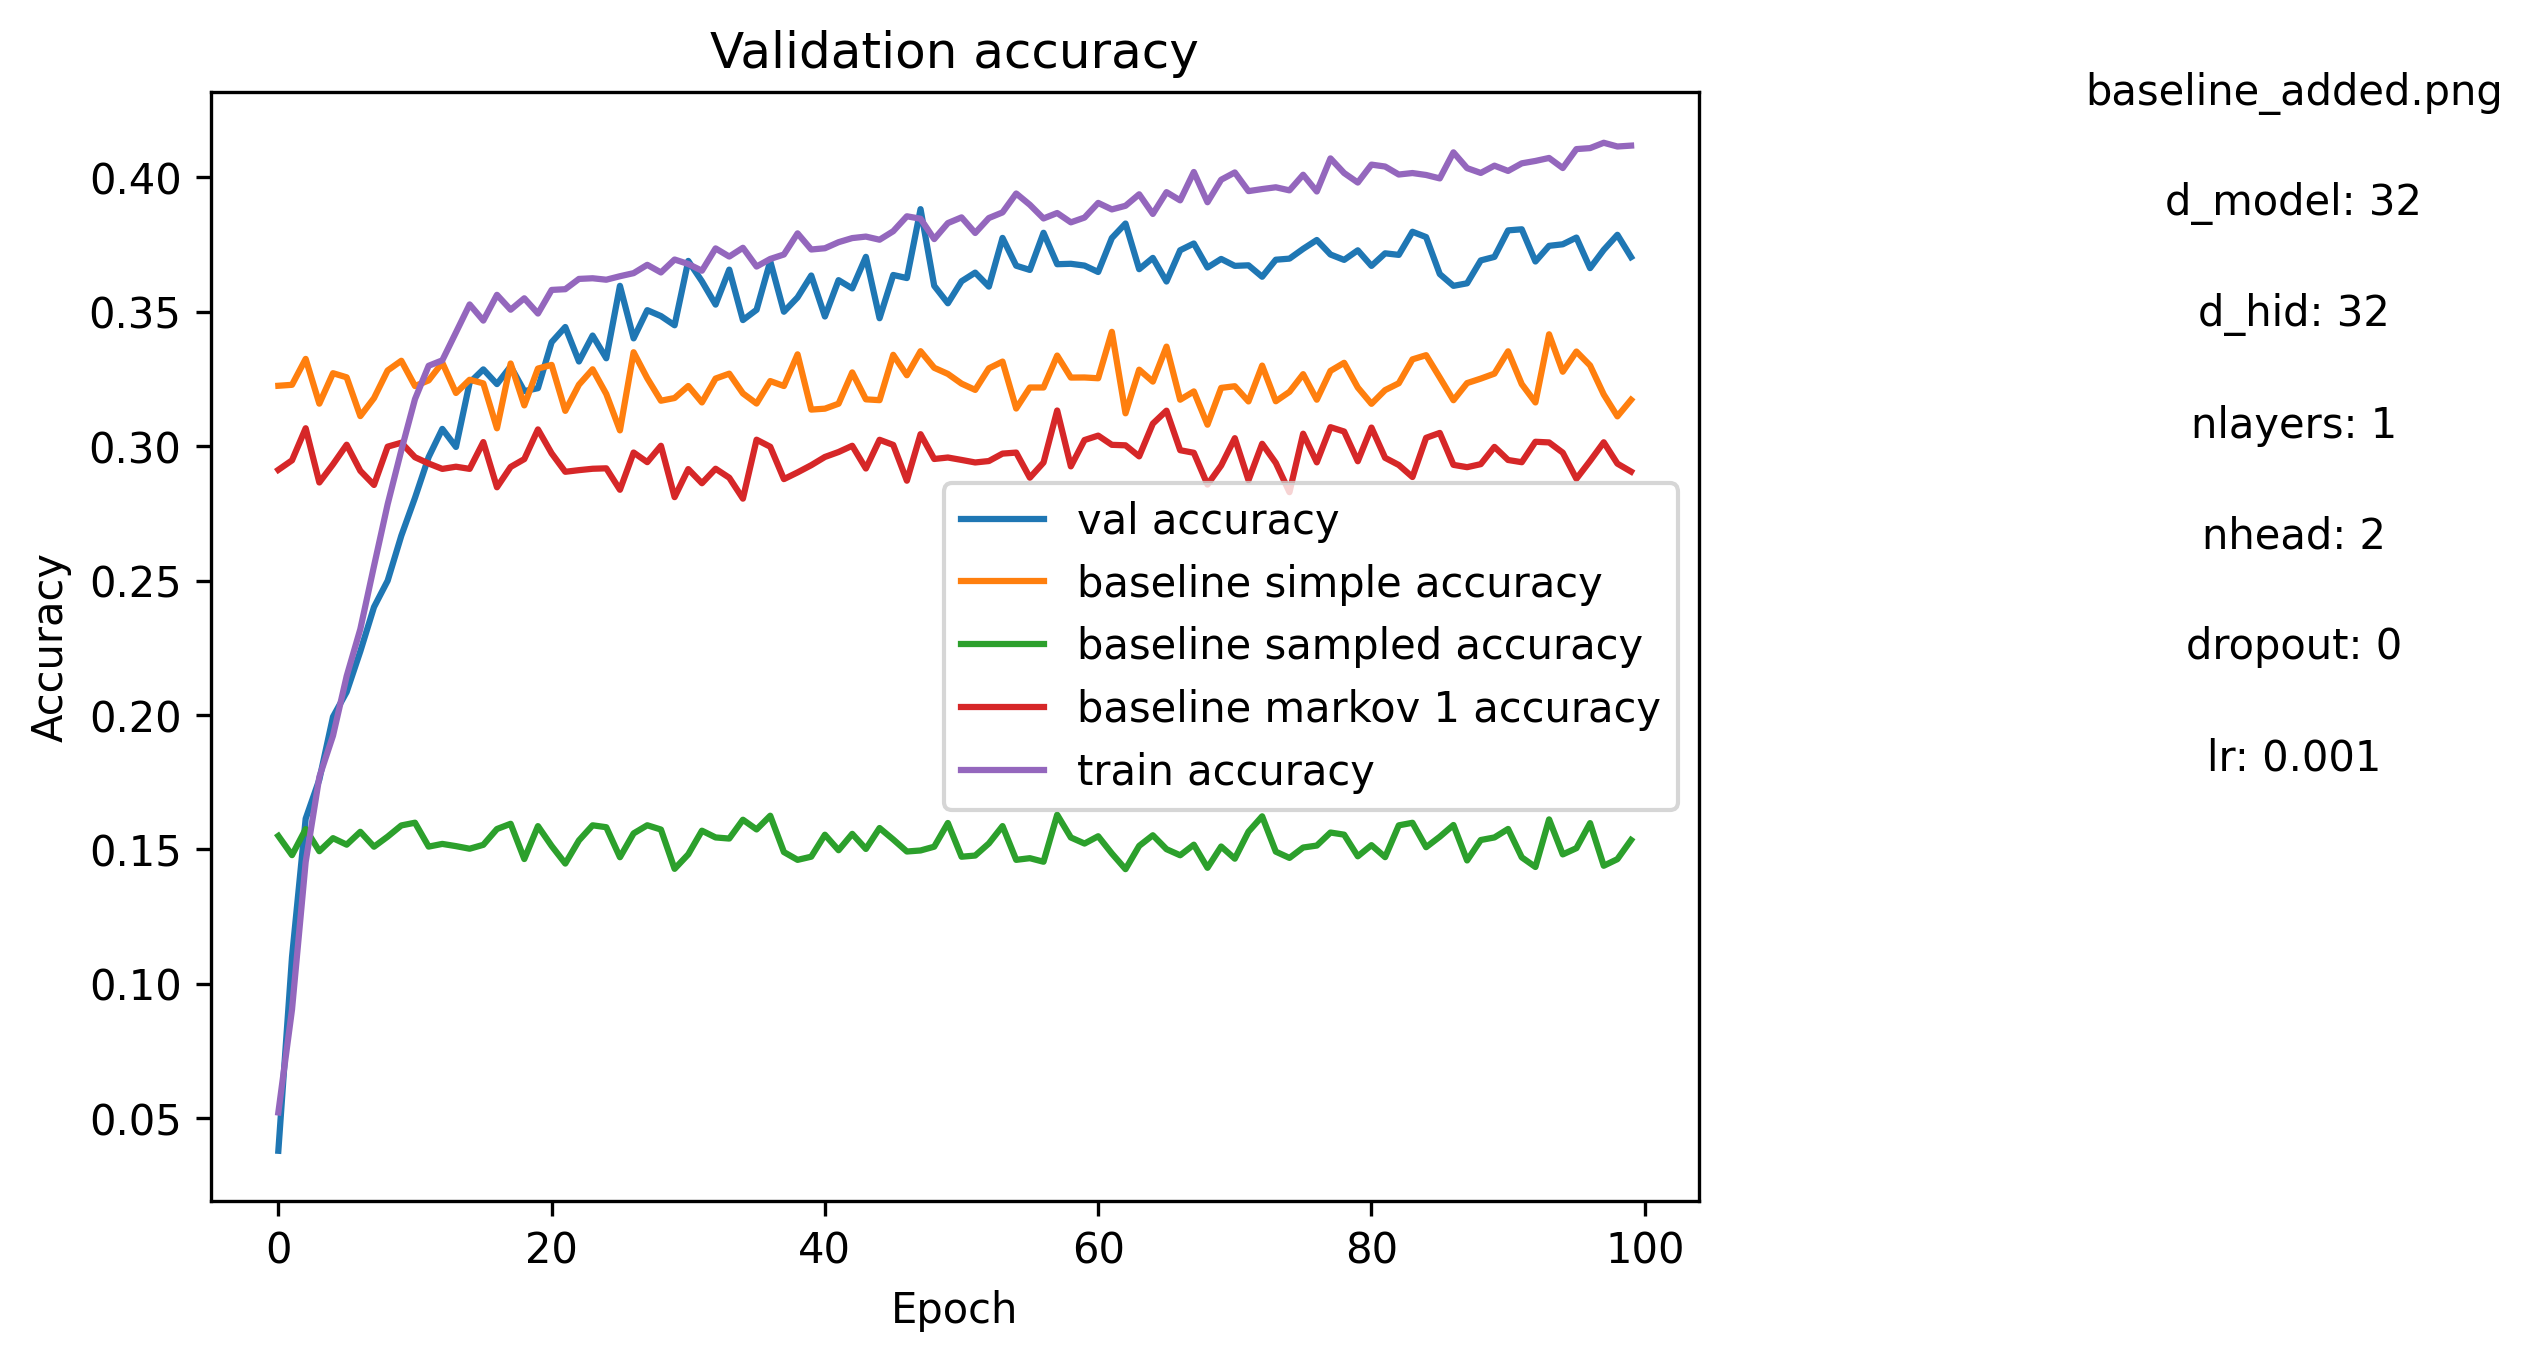 Validation accuracy
Accuracy
0.40
0.35
0.30
0.25
0.20
0.15
0.10
0.05
0
20
40
60
80
100
Epoch
val accuracy
baseline simple accuracy
baseline sampled accuracy
baseline markov 1 accuracy
train accuracy
baseline_added.png
d_model: 32
d_hid: 32
nlayers: 1
nhead: 2
dropout: 0
lr: 0.001